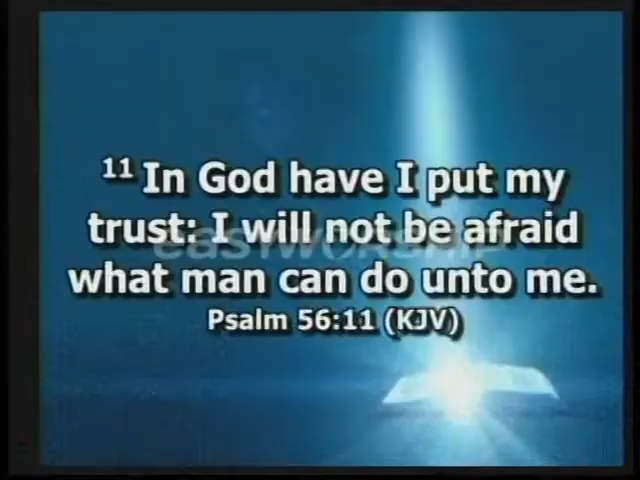 11 In God have I put my
trust: I will not be afraid
easyworship
what man can do unto me.
Psalm 56:11 (KJV)